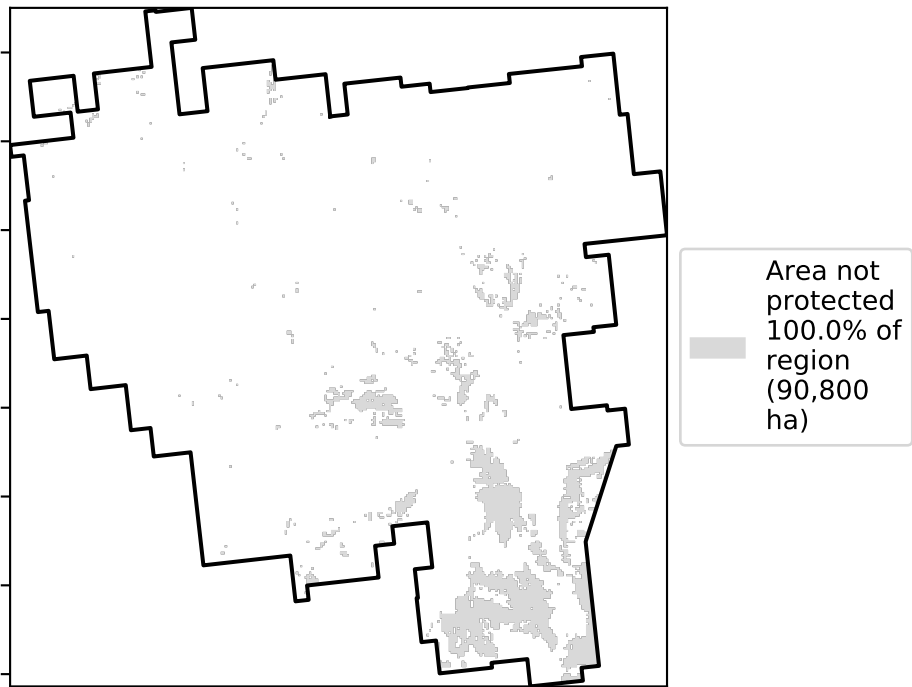 Area not
protected
100.0% of
region
(90,800
ha)